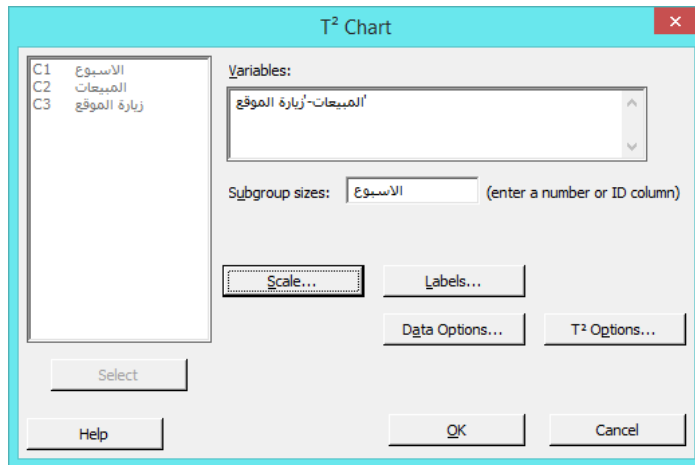 T² Chart
C1 الاسبوع
C2 المبيعات
C3 زيارة الموقع
Variables:
'المبيعات-'زيارة الموقع
Subgroup sizes: الاسبوع (enter a number or ID column)
Scale... Labels...
Data Options... T² Options...
Select
Help OK Cancel